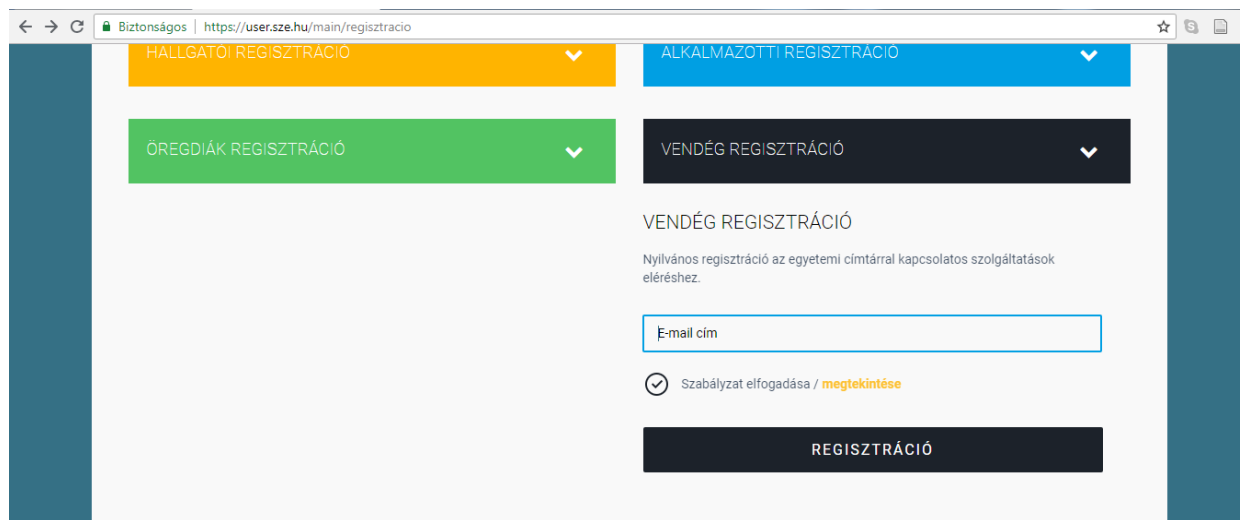 Biztonságos | https://user.sze.hu/main/regisztracio
HALLGATÓI REGISZTRÁCIÓ
ALKALMAZOTTI REGISZTRÁCIÓ
ÖREGDIÁK REGISZTRÁCIÓ
VENDÉG REGISZTRÁCIÓ
VENDÉG REGISZTRÁCIÓ
Nyilvános regisztráció az egyetemi címtárral kapcsolatos szolgáltatások
eléréshez.
E-mail cím
Szabályzat elfogadása / megtekintése
REGISZTRÁCIÓ